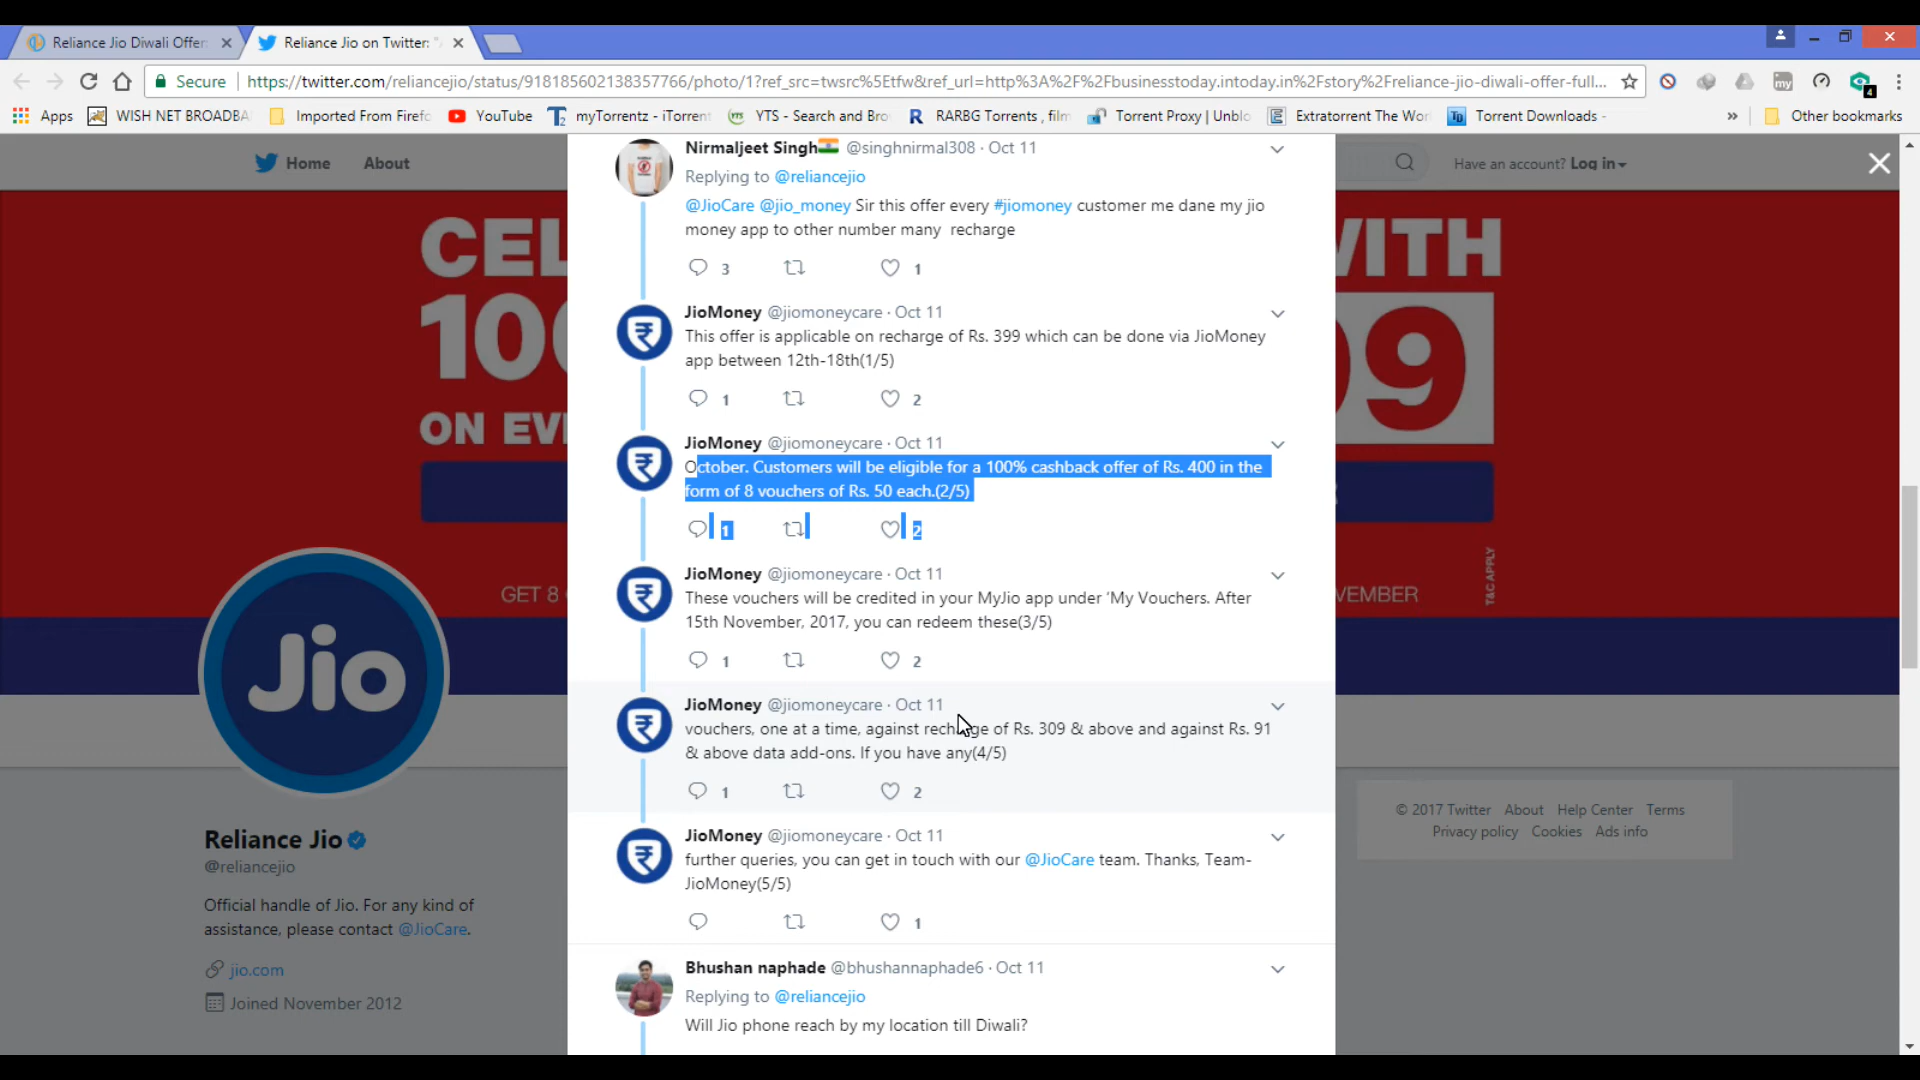 Reliance Jio Diwali Offer:
Reliance Jio on Twitter: "
Secure
https://twitter.com/reliancejio/status/918185602138357766/photo/1?ref_src=twsrc%5Etfw&ref_url=http%3A%2F%2Fbusinesstoday.intoday.in%2Fstory%2Freliance-jio-diwali-offer-full...
4
Apps
WISH NET BROADBA
Imported From Firefo
YouTube
myTorrentz - iTorrent
YTS - Search and Bro
RARBG Torrents , film
Torrent Proxy | Unblo
Extratorrent The Wor
Torrent Downloads -
»
Other bookmarks
Home
About
Have an account? Log in
CEL
100
ON EV
GET 8
WITH
99
VEMBER
T&C APPLY
Nirmaljeet Singh @singhnirmal308 · Oct 11
Replying to @reliancejio
@JioCare @jio_money Sir this offer every #jiomoney customer me dane my jio
money app to other number many recharge
3
1
JioMoney @jiomoneycare · Oct 11
This offer is applicable on recharge of Rs. 399 which can be done via JioMoney
app between 12th-18th(1/5)
1
2
JioMoney @jiomoneycare · Oct 11
October. Customers will be eligible for a 100% cashback offer of Rs. 400 in the
form of 8 vouchers of Rs. 50 each.(2/5)
1
2
JioMoney @jiomoneycare · Oct 11
These vouchers will be credited in your MyJio app under 'My Vouchers. After
15th November, 2017, you can redeem these(3/5)
1
2
JioMoney @jiomoneycare · Oct 11
vouchers, one at a time, against recharge of Rs. 309 & above and against Rs. 91
& above data add-ons. If you have any(4/5)
1
2
JioMoney @jiomoneycare · Oct 11
further queries, you can get in touch with our @JioCare team. Thanks, Team-
JioMoney(5/5)
1
Bhushan naphade @bhushannaphade6 · Oct 11
Replying to @reliancejio
Will Jio phone reach by my location till Diwali?
Jio
Reliance Jio
@reliancejio
Official handle of Jio. For any kind of
assistance, please contact @JioCare.
jio.com
Joined November 2012
© 2017 Twitter About Help Center Terms
Privacy policy Cookies Ads info